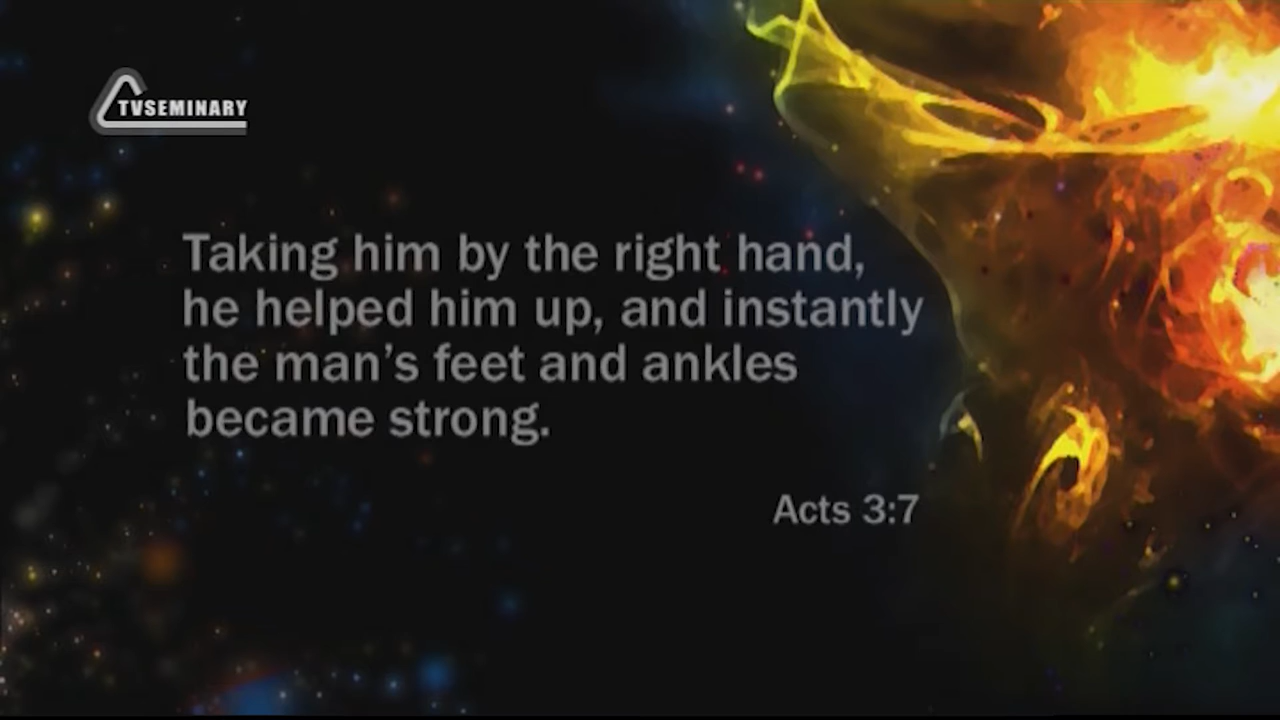 TVSEMINARY
Taking him by the right hand,
he helped him up, and instantly
the man’s feet and ankles
became strong.
Acts 3:7